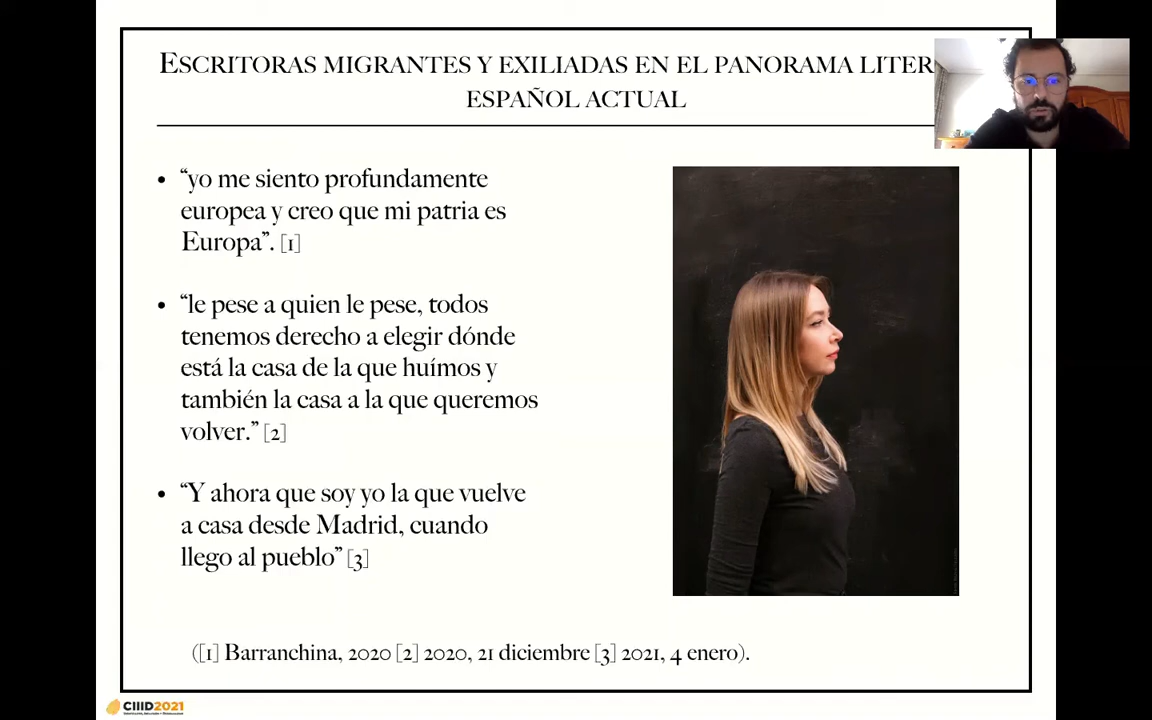 ESCRITORAS MIGRANTES Y EXILIADAS EN EL PANORAMA LITER
ESPAÑOL ACTUAL
• “yo me siento profundamente
europea y creo que mi patria es
Europa”. [1]
• “le pese a quien le pese, todos
tenemos derecho a elegir dónde
está la casa de la que huímos y
también la casa a la que queremos
volver.” [2]
• “Y ahora que soy yo la que vuelve
a casa desde Madrid, cuando
llego al pueblo” [3]
([1] Barranchina, 2020 [2] 2020, 21 diciembre [3] 2021, 4 enero).
CIIID2021